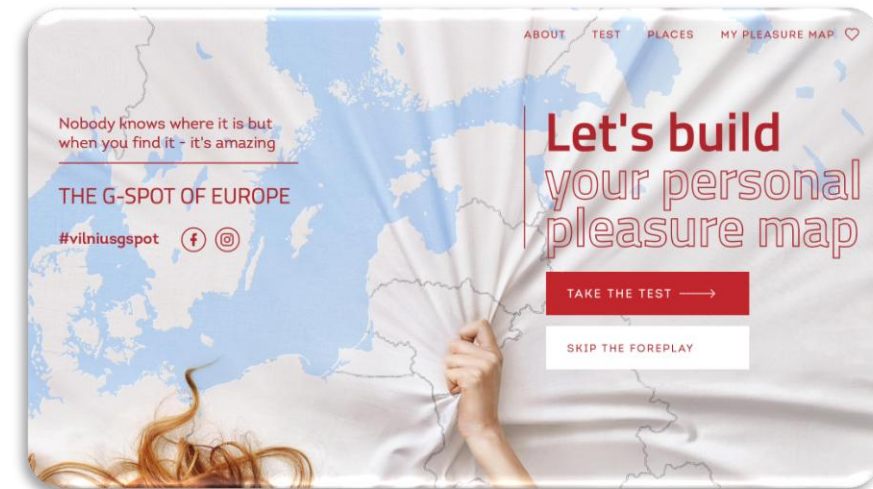 ABOUT TEST PLACES MY PLEASURE MAP
Nobody knows where it is but
when you find it - it's amazing
THE G-SPOT OF EUROPE
#vilniusgspot
Let's build
your personal
pleasure map
TAKE THE TEST
SKIP THE FOREPLAY